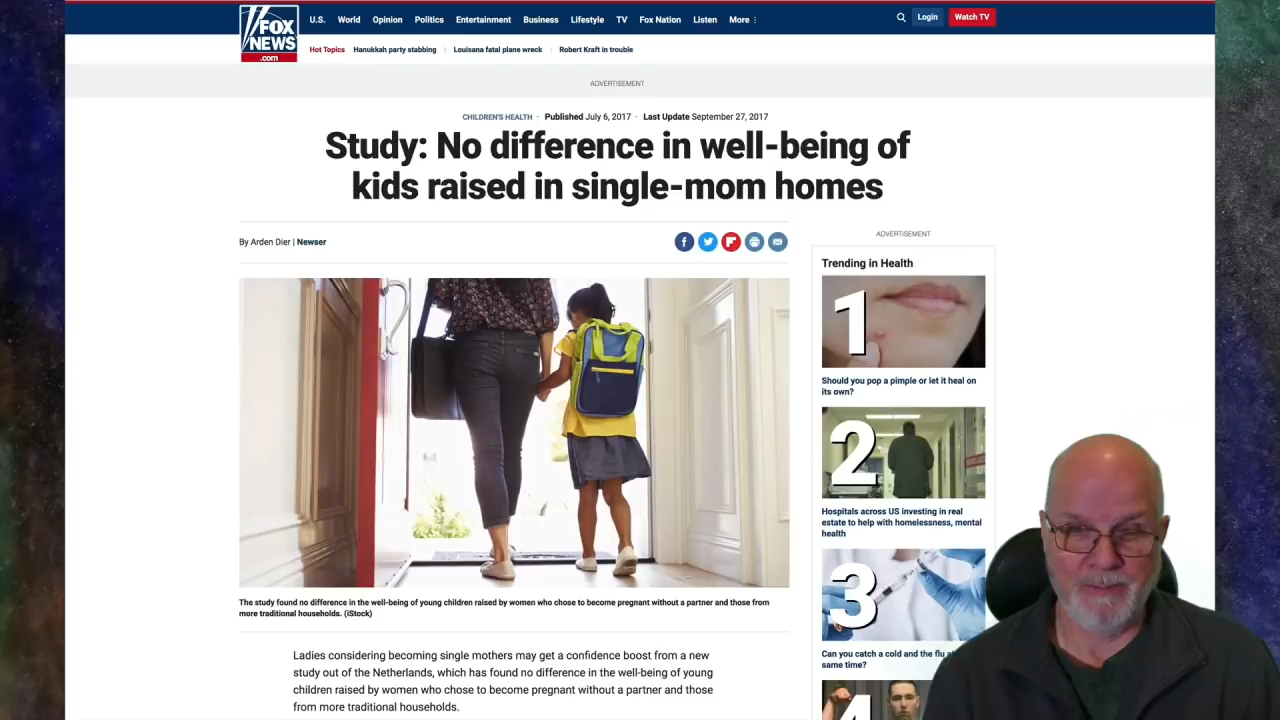 FOX
NEWS
.com
U.S. World Opinion Politics Entertainment Business Lifestyle TV Fox Nation Listen More
Login
Watch TV
Hot Topics Hanukkah party stabbing Louisana fatal plane wreck Robert Kraft in trouble
ADVERTISEMENT
CHILDREN'S HEALTH · Published July 6, 2017 · Last Update September 27, 2017
Study: No difference in well-being of
kids raised in single-mom homes
By Arden Dier | Newser
The study found no difference in the well-being of young children raised by women who chose to become pregnant without a partner and those from
more traditional households. (iStock)
Ladies considering becoming single mothers may get a confidence boost from a new
study out of the Netherlands, which has found no difference in the well-being of young
children raised by women who chose to become pregnant without a partner and those
from more traditional households.
ADVERTISEMENT
Trending in Health
1
Should you pop a pimple or let it heal on
its own?
2
Hospitals across US investing in real
estate to help with homelessness, mental
health
3
Can you catch a cold and the flu
same time?
4